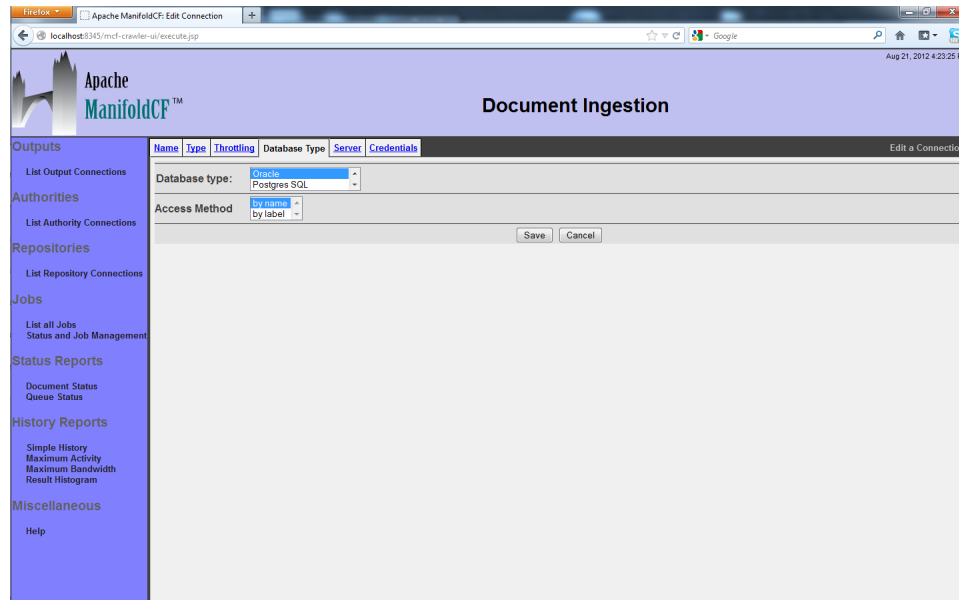 Firefox
Apache ManifoldCF: Edit Connection
localhost:8345/mcf-crawler-ui/execute.jsp
Google
Aug 21, 2012 4:23:25
Apache
ManifoldCF™
Document Ingestion
Outputs
List Output Connections
Authorities
List Authority Connections
Repositories
List Repository Connections
Jobs
List all Jobs
Status and Job Management
Status Reports
Document Status
Queue Status
History Reports
Simple History
Maximum Activity
Maximum Bandwidth
Result Histogram
Miscellaneous
Help
Name Type Throttling Database Type Server Credentials
Edit a Connectio
Database type:
Oracle
Postgres SQL
Access Method
by name
by label
Save Cancel